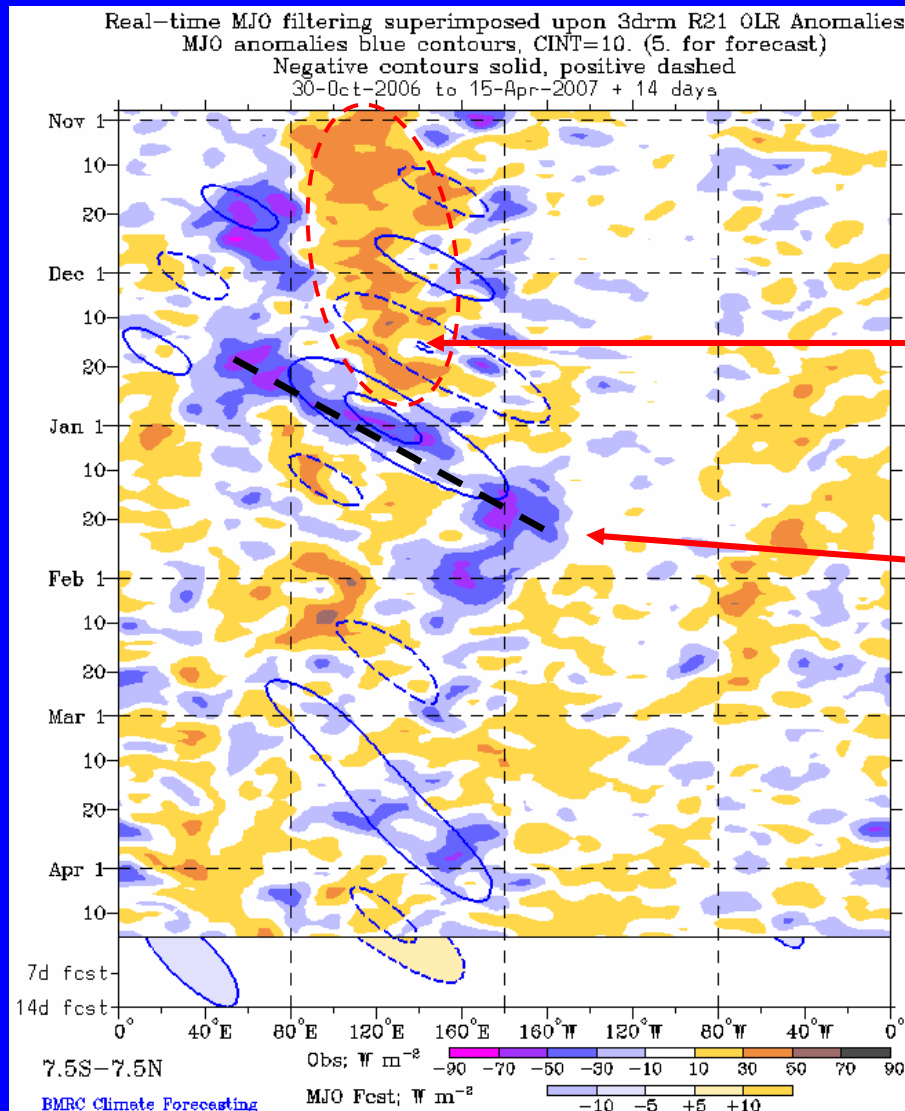 Real-time MJO filtering superimposed upon 3drm R21 OLR Anomalies
MJO anomalies blue contours, CINT=10. (5. for forecast)
Negative contours solid, positive dashed
30-Oct-2006 to 15-Apr-2007 + 14 days
Nov 1
10
20
Dec 1
10
20
Jan 1
10
20
Feb 1
10
20
Mar 1
10
20
Apr 1
10
7d fcst
14d fcst
0° 40°E 80°E 120°E 160°E 160°W 120°W 80°W 40°W 0°
7.5S-7.5N
Obs; W m⁻²
-90 -70 -50 -30 -10 10 30 50 70 90
MJO Fcst; W m⁻²
-10 -5 +5 +10
BMRC Climate Forecasting